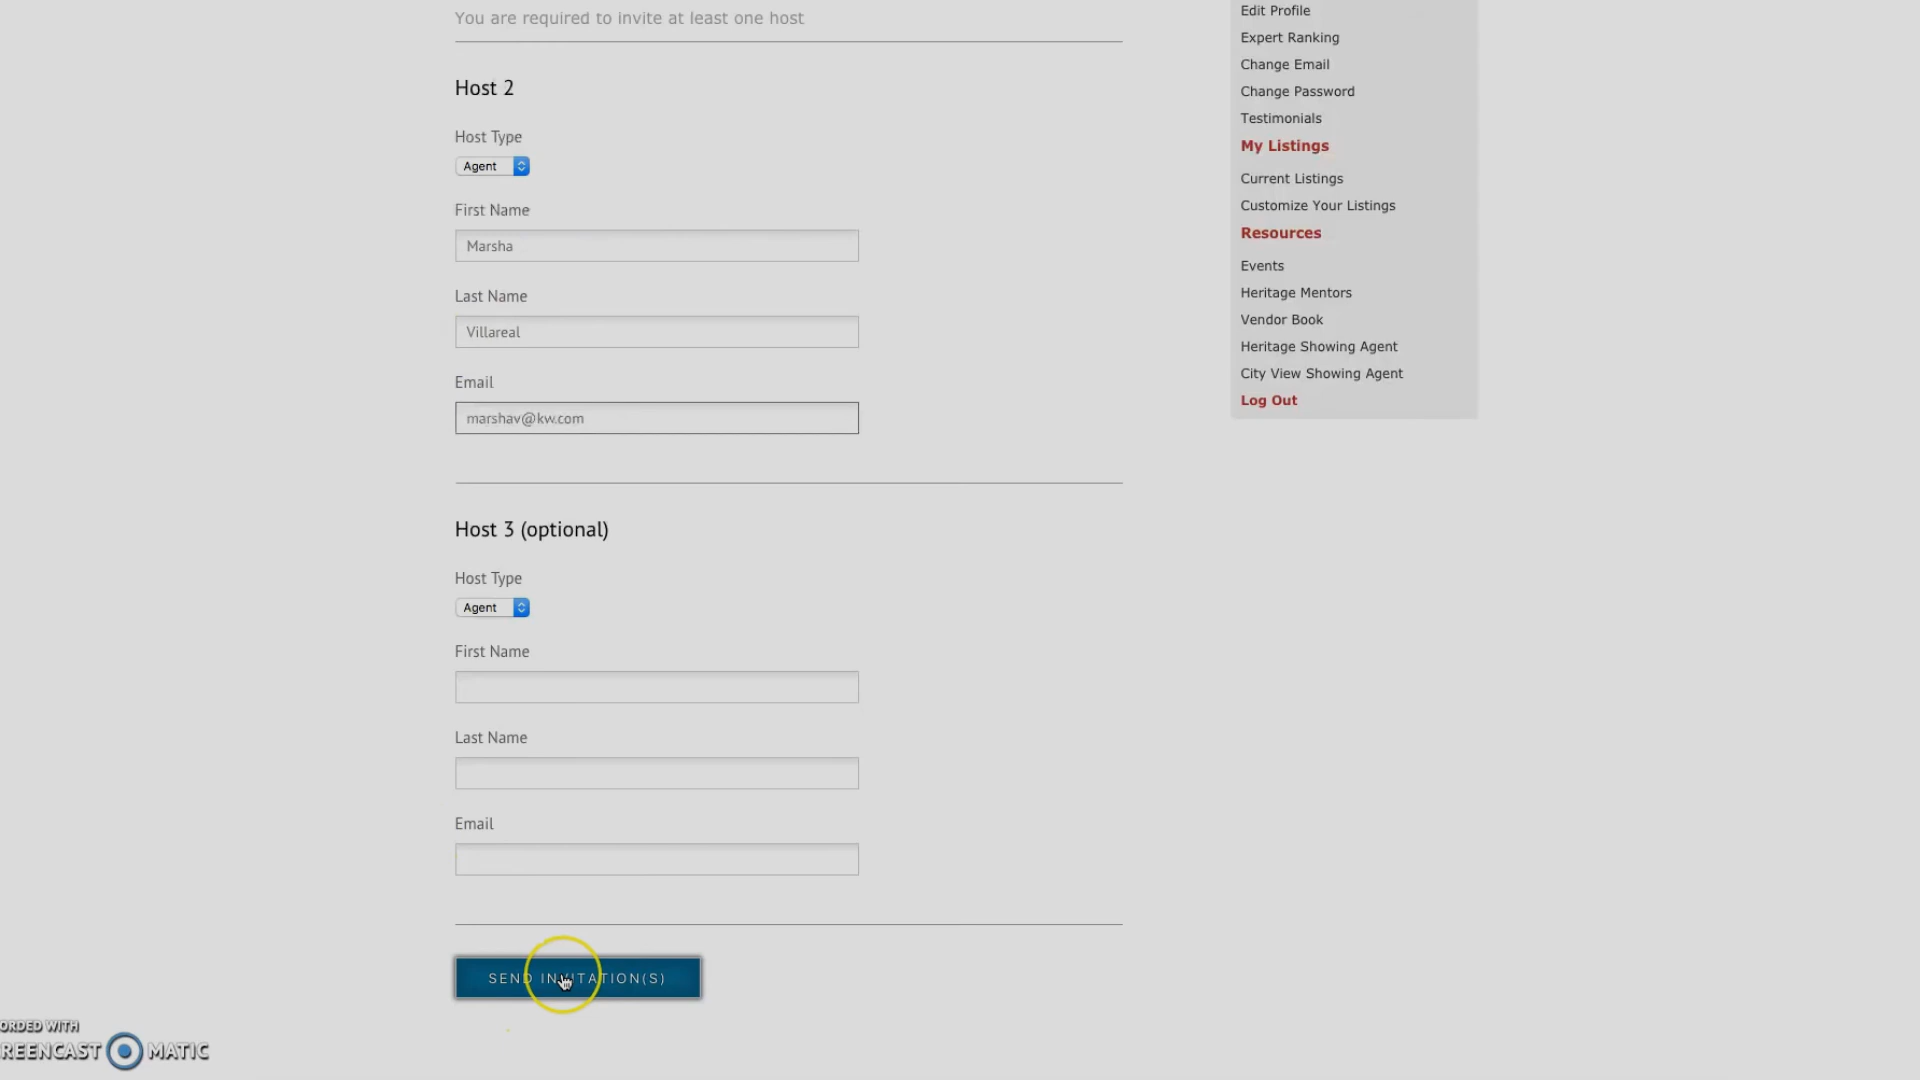 You are required to invite at least one host
Host 2
Host Type
Agent
First Name
Marsha
Last Name
Villareal
Email
marshav@kw.com
Host 3 (optional)
Host Type
Agent
First Name
Last Name
Email
SEND INVITATION(S)
Edit Profile
Expert Ranking
Change Email
Change Password
Testimonials
My Listings
Current Listings
Customize Your Listings
Resources
Events
Heritage Mentors
Vendor Book
Heritage Showing Agent
City View Showing Agent
Log Out
ORDED WITH
REENCAST MATIC